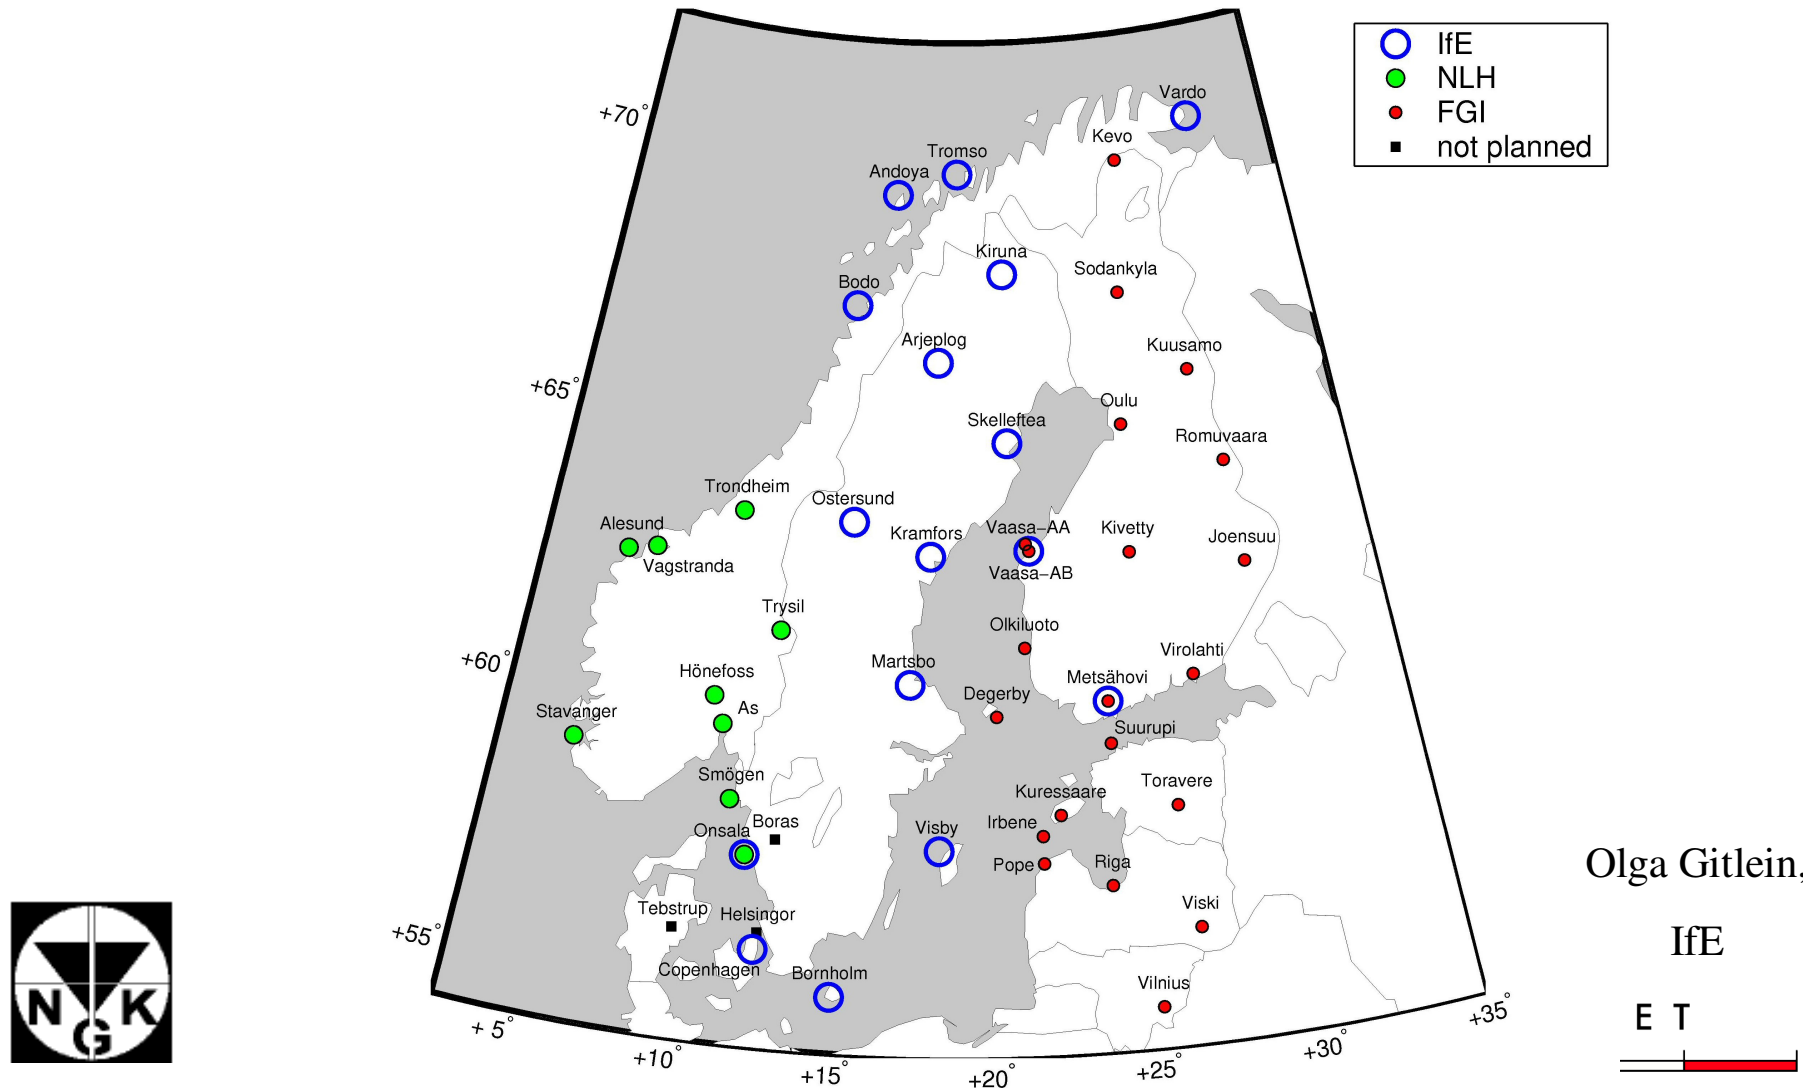 IfE
NLH
FGI
not planned
+70°
+65°
+60°
+55°
+ 5°
+10°
+15°
+20°
+25°
+30°
+35°
Vardo
Kevo
Tromso
Andoya
Kiruna
Sodankyla
Bodo
Arjeplog
Kuusamo
Oulu
Skelleftea
Romuvaara
Trondheim
Ostersund
Alesund
Kramfors
Vaasa-AA
Kivetty
Joensuu
Vagstranda
Vaasa-AB
Trysil
Olkiluoto
Virolahti
Martsbo
Hönefoss
Metsähovi
Degerby
As
Stavanger
Suurupi
Smögen
Toravere
Kuressaare
Boras
Irbene
Onsala
Visby
Pope
Riga
Tebstrup
Helsingor
Viski
Copenhagen
Bornholm
Vilnius
Olga Gitlein,
IfE
E T
N K
G